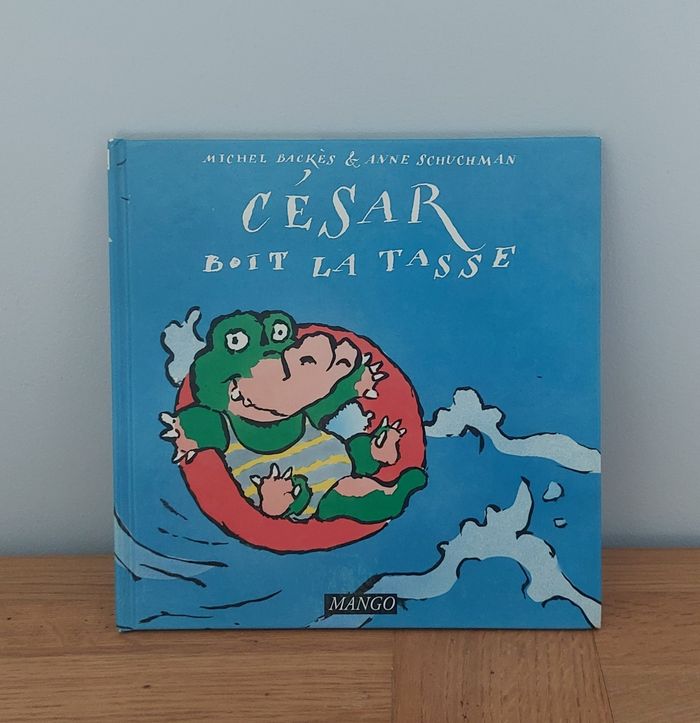 MICHEL BACKÈS & ANNE SCHUCHMAN
CÉSAR
BOIT LA TASSE
MANGO